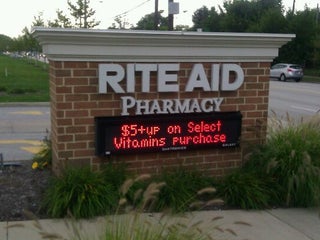 RITE AID
PHARMACY
$5+up on Select
Vitamins purchase